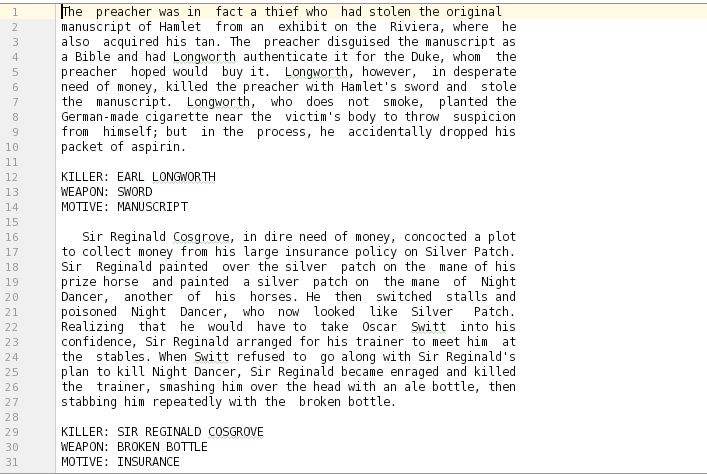 1 The  preacher was in  fact a thief who  had stolen the original
2 manuscript of Hamlet  from an  exhibit on the  Riviera, where  he
3 also  acquired his tan. The  preacher disguised the manuscript as
4 a Bible and had Longworth authenticate it for the Duke, whom  the
5 preacher  hoped would  buy it.  Longworth, however,  in desperate
6 need of money, killed the preacher with Hamlet's sword and  stole
7 the  manuscript.  Longworth,  who  does  not  smoke,  planted the
8 German-made cigarette near the  victim's body to throw  suspicion
9 from  himself; but  in the  process, he  accidentally dropped his
10 packet of aspirin.
11
12 KILLER: EARL LONGWORTH
13 WEAPON: SWORD
14 MOTIVE: MANUSCRIPT
15
16    Sir Reginald Cosgrove, in dire need of money, concocted a plot
17 to collect money from his large insurance policy on Silver Patch.
18 Sir  Reginald painted  over the silver  patch on the  mane of his
19 prize horse  and painted  a silver  patch  on the mane  of  Night
20 Dancer,  another  of  his  horses. He  then  switched  stalls and
21 poisoned  Night  Dancer,  who  now  looked  like  Silver   Patch.
22 Realizing  that  he  would  have to  take  Oscar  Switt  into his
23 confidence, Sir Reginald arranged for his trainer to meet him  at
24 the  stables. When Switt refused to  go along with Sir Reginald's
25 plan to kill Night Dancer, Sir Reginald became enraged and killed
26 the  trainer, smashing him over the head with an ale bottle, then
27 stabbing him repeatedly with the  broken bottle.
28
29 KILLER: SIR REGINALD COSGROVE
30 WEAPON: BROKEN BOTTLE
31 MOTIVE: INSURANCE